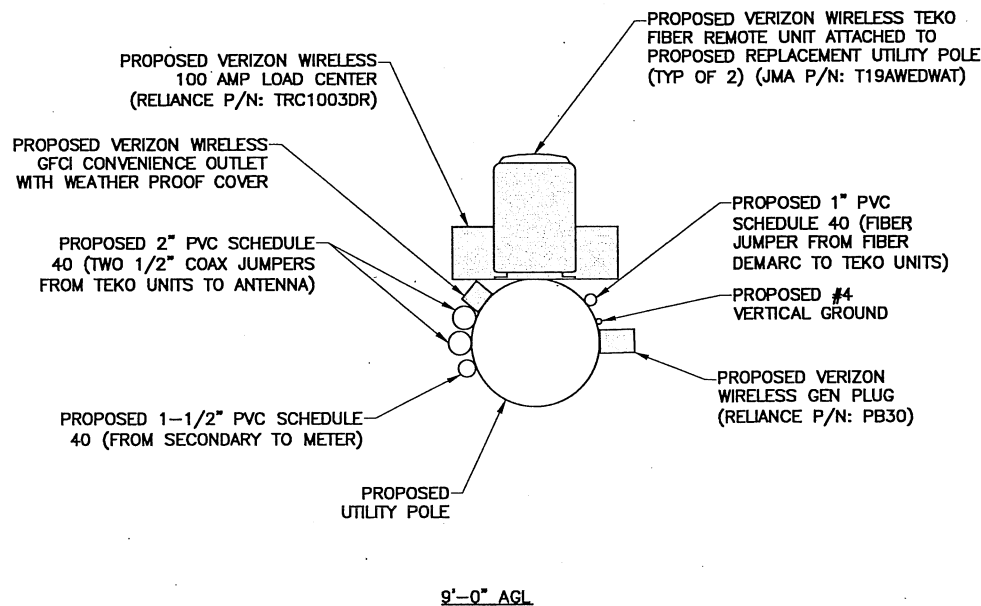 PROPOSED VERIZON WIRELESS TEKO
FIBER REMOTE UNIT ATTACHED TO
PROPOSED REPLACEMENT UTILITY POLE
(TYP OF 2) (JMA P/N: T19AWEDWAT)
PROPOSED VERIZON WIRELESS
100 AMP LOAD CENTER
(RELIANCE P/N: TRC1003DR)
PROPOSED VERIZON WIRELESS
GFCI CONVENIENCE OUTLET
WITH WEATHER PROOF COVER
PROPOSED 2" PVC SCHEDULE
40 (TWO 1/2" COAX JUMPERS
FROM TEKO UNITS TO ANTENNA)
PROPOSED 1" PVC
SCHEDULE 40 (FIBER
JUMPER FROM FIBER
DEMARC TO TEKO UNITS)
PROPOSED #4
VERTICAL GROUND
PROPOSED VERIZON
WIRELESS GEN PLUG
(RELIANCE P/N: PB30)
PROPOSED 1-1/2" PVC SCHEDULE
40 (FROM SECONDARY TO METER)
PROPOSED
UTILITY POLE
9'-0" AGL